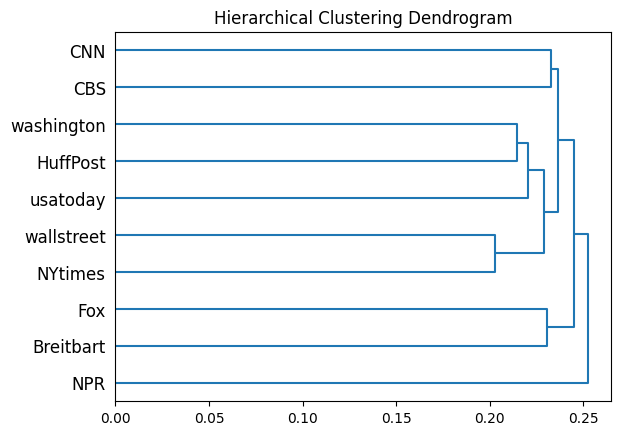 Hierarchical Clustering Dendrogram
CNN
CBS
washington
HuffPost
usatoday
wallstreet
NYtimes
Fox
Breitbart
NPR
0.00 0.05 0.10 0.15 0.20 0.25